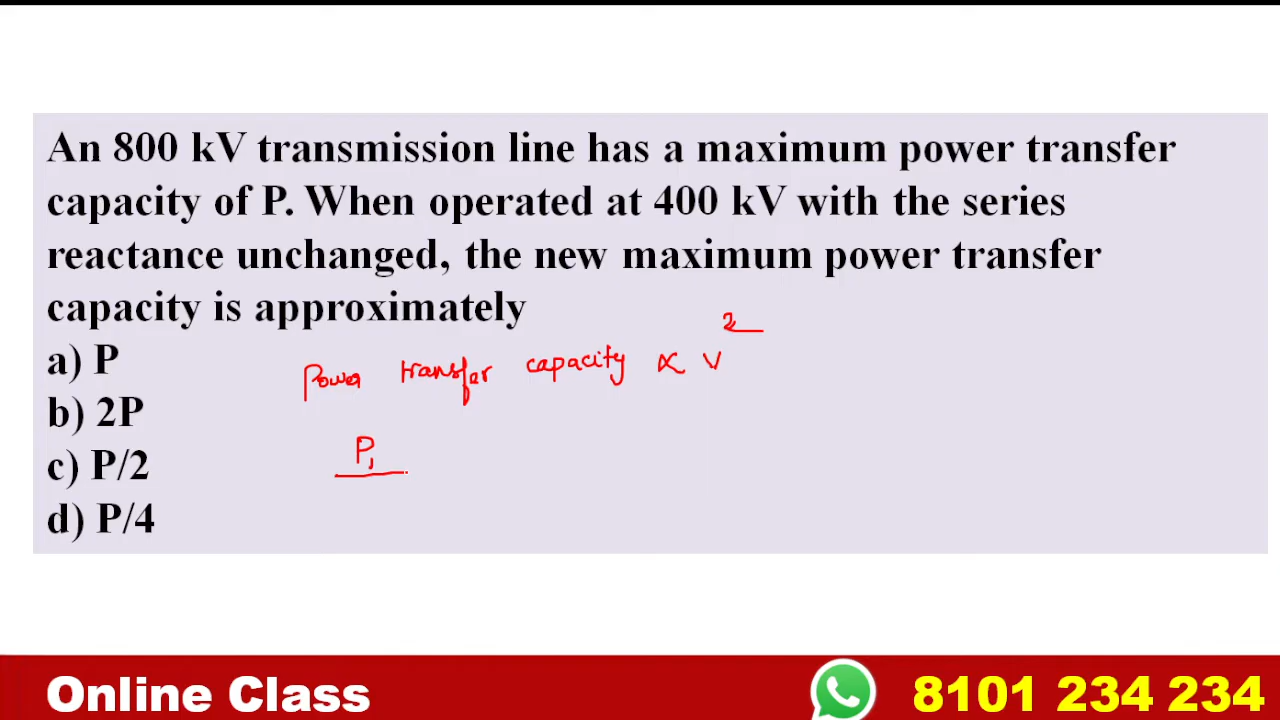 An 800 kV transmission line has a maximum power transfer
capacity of P. When operated at 400 kV with the series
reactance unchanged, the new maximum power transfer
capacity is approximately
a) P
b) 2P
c) P/2
d) P/4
Power transfer capacity ∝ V²
P₁
Online Class
8101 234 234